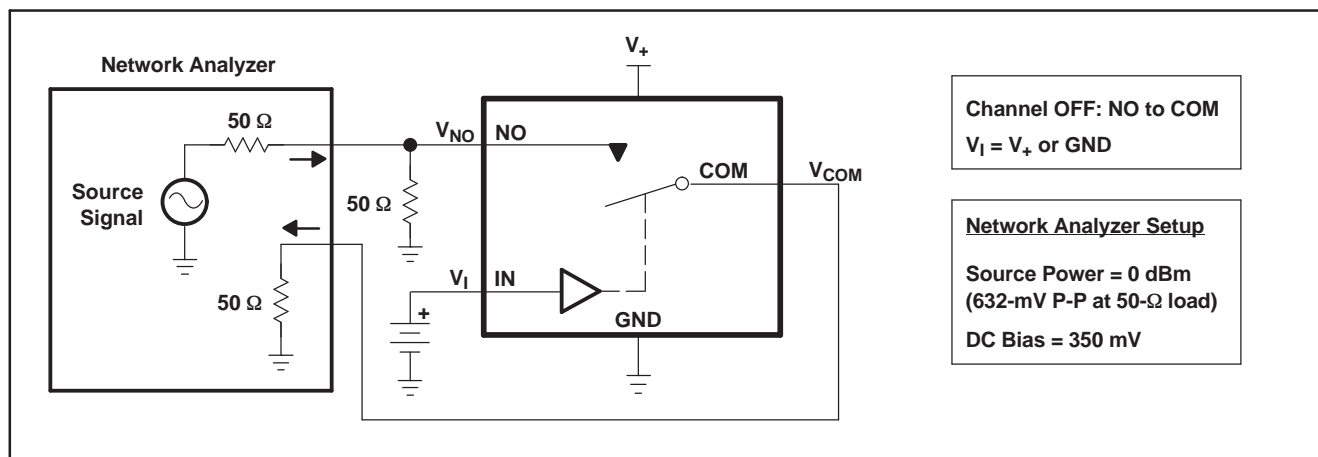 V+
Network Analyzer
50 Ω
VNO
NO
Source
Signal
50 Ω
COM
VCOM
50 Ω
VI
IN
+
GND
Channel OFF: NO to COM
VI = V+ or GND
Network Analyzer Setup
Source Power = 0 dBm
(632-mV P-P at 50-Ω load)
DC Bias = 350 mV